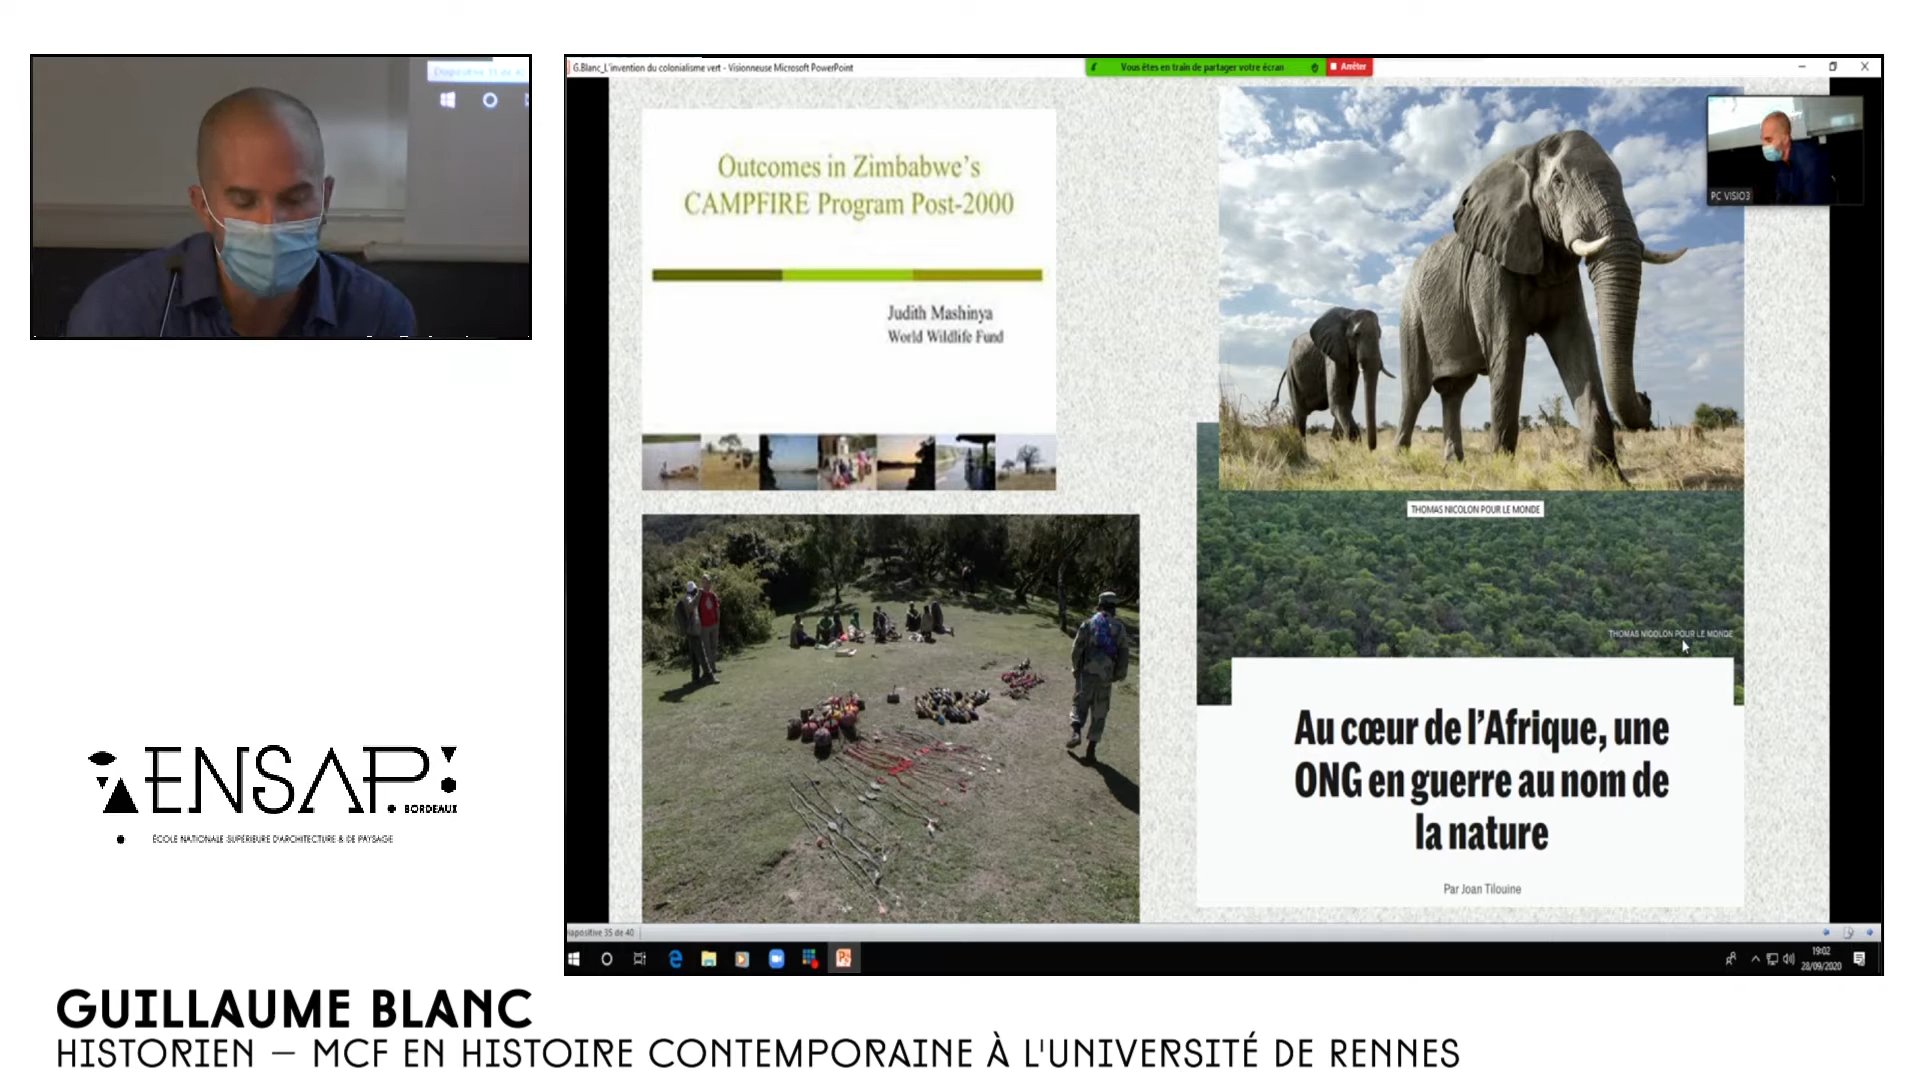 Diapositive 35 de 40
G.Blanc_L'invention du colonialisme vert - Visionneuse Microsoft PowerPoint
Vous êtes en train de partager votre écran
Arrêter
PC VISIO3
Outcomes in Zimbabwe's
CAMPFIRE Program Post-2000
Judith Mashinya
World Wildlife Fund
THOMAS NICOLON POUR LE MONDE
THOMAS NICOLON POUR LE MONDE
Au cœur de l'Afrique, une
ONG en guerre au nom de
la nature
Par Joan Tilouine
iapositive 35 de 40
19:02
28/09/2020
ENSAP
BORDEAUX
ÉCOLE NATIONALE SUPÉRIEURE D'ARCHITECTURE & DE PAYSAGE
GUILLAUME BLANC
HISTORIEN – MCF EN HISTOIRE CONTEMPORAINE À L'UNIVERSITÉ DE RENNES